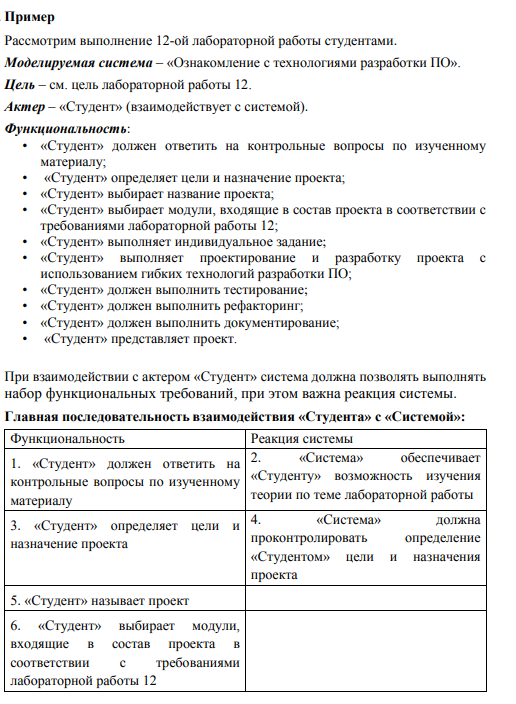 Пример
Рассмотрим выполнение 12-ой лабораторной работы студентами.
Моделируемая система – «Ознакомление с технологиями разработки ПО».
Цель – см. цель лабораторной работы 12.
Актер – «Студент» (взаимодействует с системой).
Функциональность:
• «Студент» должен ответить на контрольные вопросы по изученному
материалу;
• «Студент» определяет цели и назначение проекта;
• «Студент» выбирает название проекта;
• «Студент» выбирает модули, входящие в состав проекта в соответствии с
требованиями лабораторной работы 12;
• «Студент» выполняет индивидуальное задание;
• «Студент» выполняет проектирование и разработку проекта с
использованием гибких технологий разработки ПО;
• «Студент» должен выполнить тестирование;
• «Студент» должен выполнить рефакторинг;
• «Студент» должен выполнить документирование;
• «Студент» представляет проект.
При взаимодействии с актером «Студент» система должна позволять выполнять
набор функциональных требований, при этом важна реакция системы.
Главная последовательность взаимодействия «Студента» с «Системой»:
Функциональность
Реакция системы
1. «Студент» должен ответить на
контрольные вопросы по изученному
материалу
2. «Система» обеспечивает
«Студенту» возможность изучения
теории по теме лабораторной работы
3. «Студент» определяет цели и
назначение проекта
4. «Система» должна
проконтролировать определение
«Студентом» цели и назначения
проекта
5. «Студент» называет проект
6. «Студент» выбирает модули,
входящие в состав проекта в
соответствии с требованиями
лабораторной работы 12